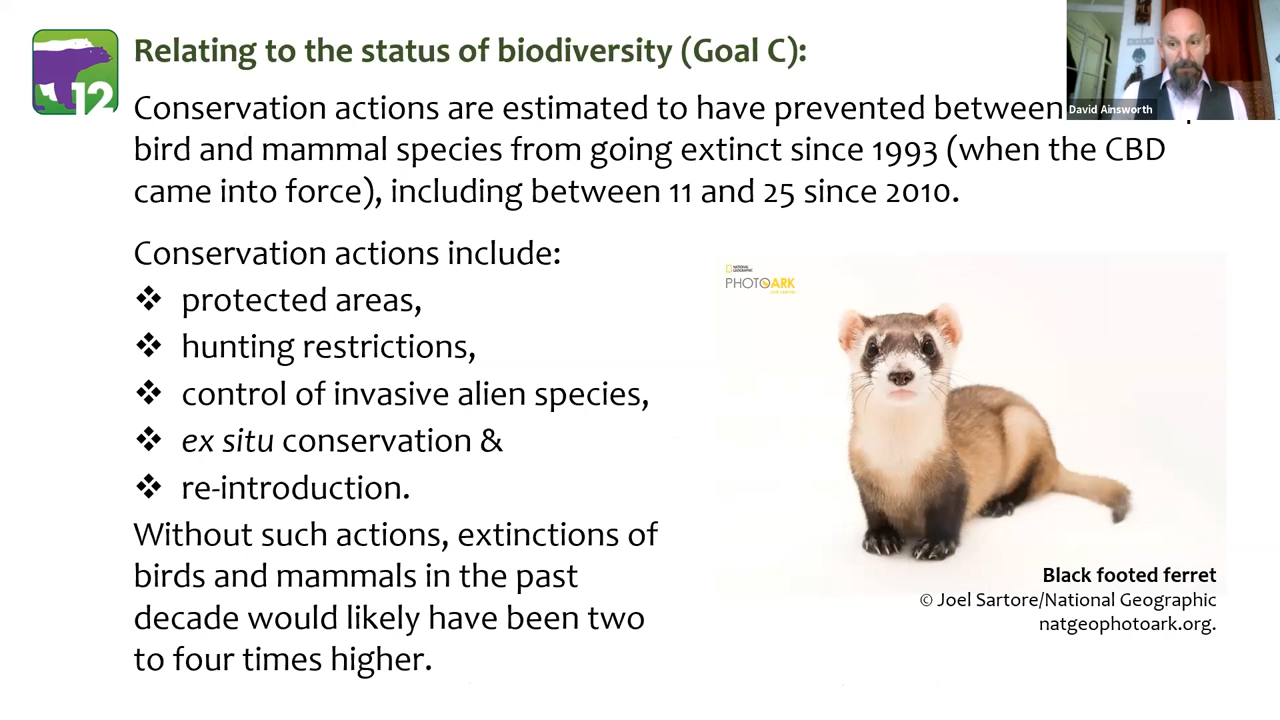 12
Relating to the status of biodiversity (Goal C):
David Ainsworth
Conservation actions are estimated to have prevented between
bird and mammal species from going extinct since 1993 (when the CBD
came into force), including between 11 and 25 since 2010.
Conservation actions include:
❖ protected areas,
❖ hunting restrictions,
❖ control of invasive alien species,
❖ ex situ conservation &
❖ re-introduction.
Without such actions, extinctions of
birds and mammals in the past
decade would likely have been two
to four times higher.
NATIONAL
GEOGRAPHIC
PHOTOARK
Black footed ferret
© Joel Sartore/National Geographic
natgeophotoark.org.